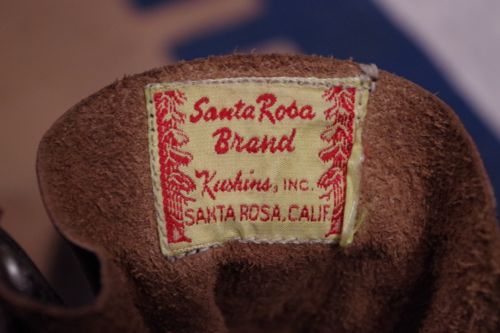 Santa Rosa
Brand
Kushins, INC.
SANTA ROSA, CALIF